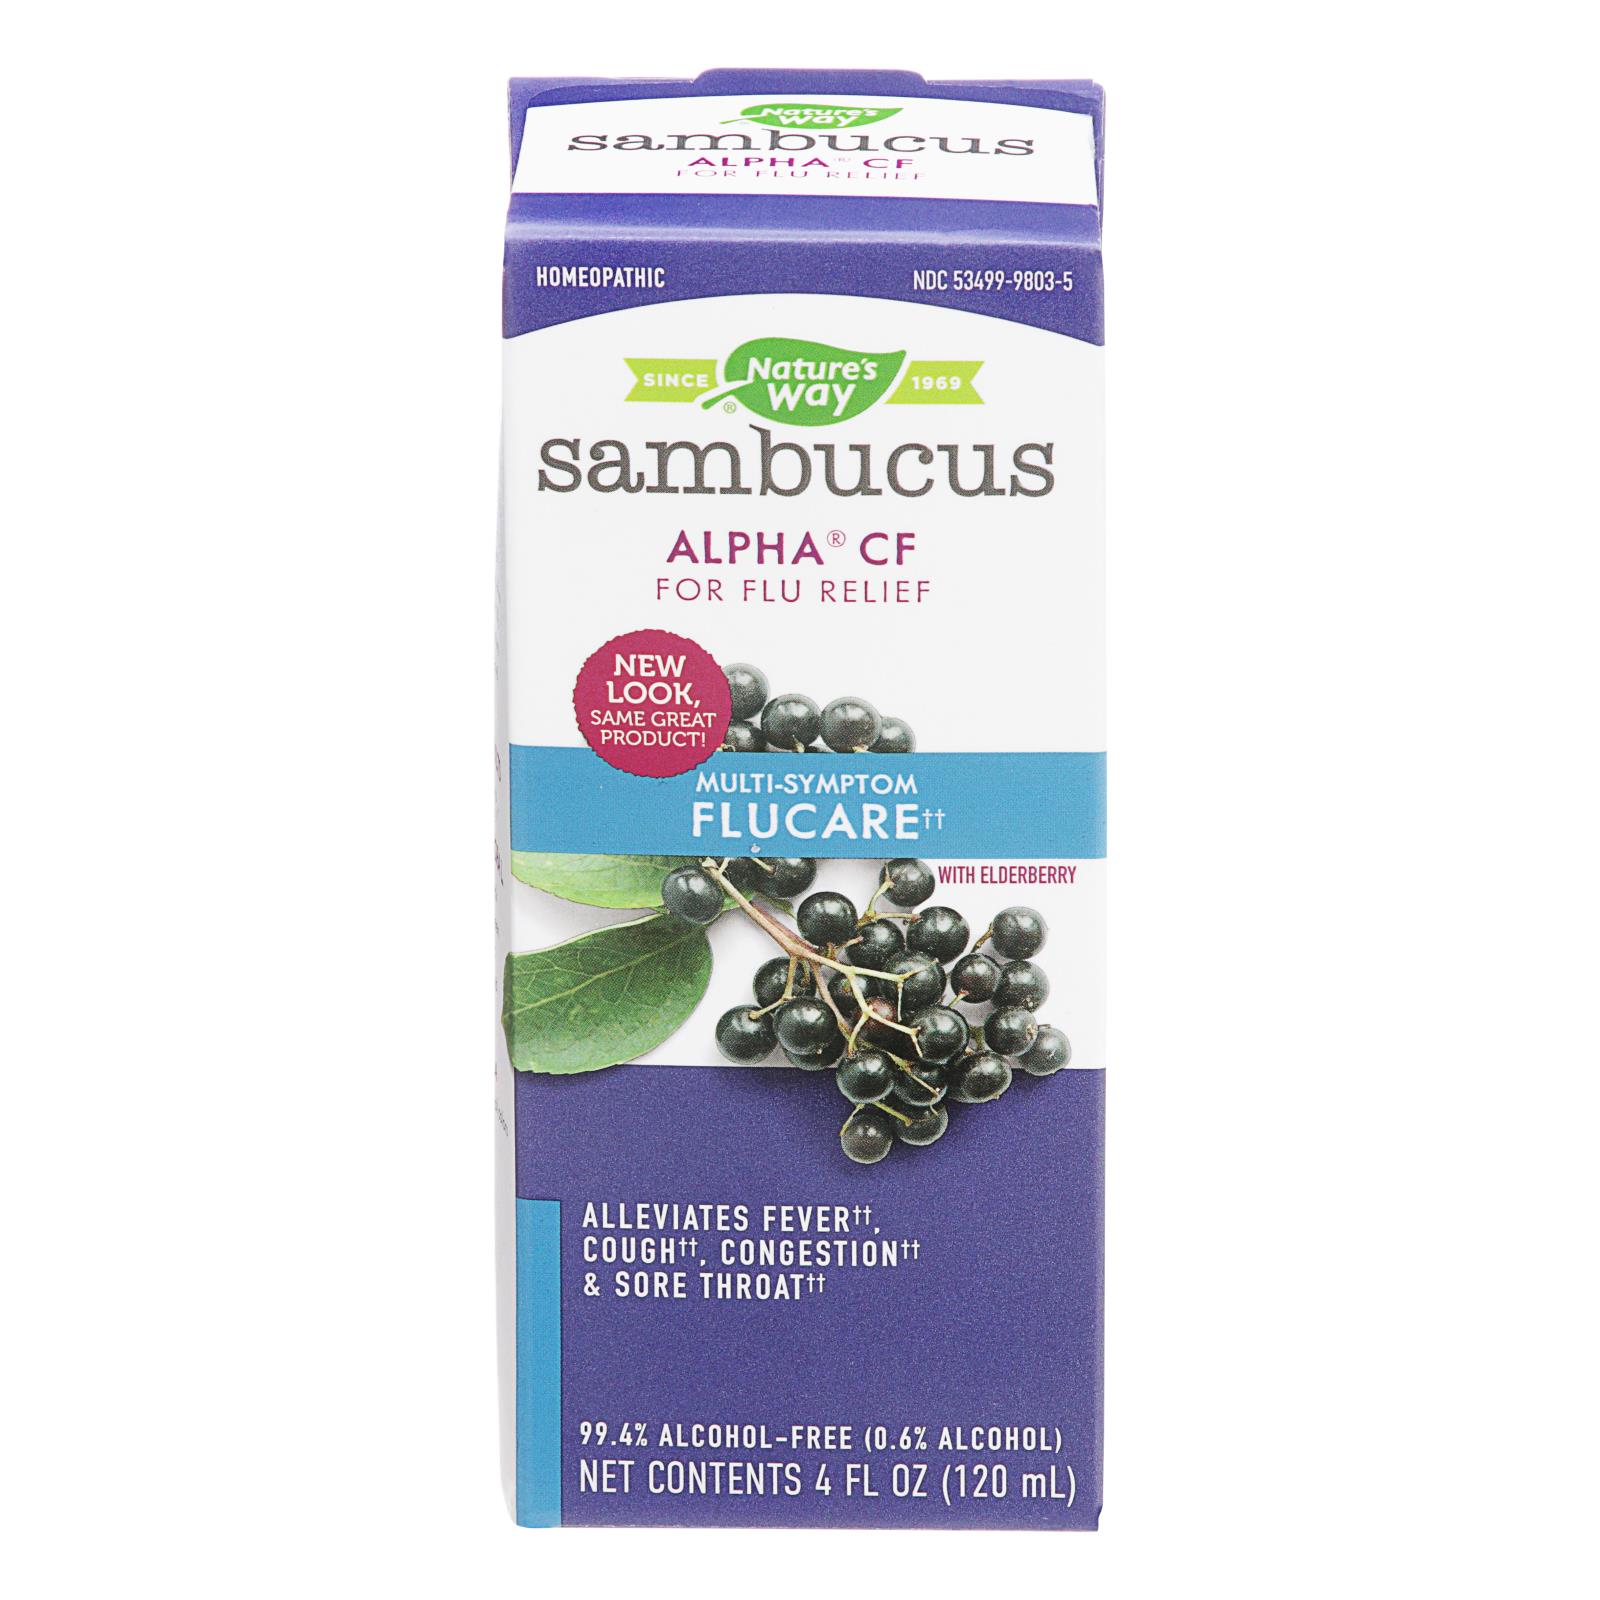 Nature's
Way
sambucus
ALPHA® CF
FOR FLU RELIEF
HOMEOPATHIC
NDC 53499-9803-5
SINCE
Nature's
Way®
1969
sambucus
ALPHA® CF
FOR FLU RELIEF
NEW
LOOK,
SAME GREAT
PRODUCT!
MULTI-SYMPTOM
FLUCARE††
WITH ELDERBERRY
ALLEVIATES FEVER††,
COUGH††, CONGESTION††
& SORE THROAT††
99.4% ALCOHOL-FREE (0.6% ALCOHOL)
NET CONTENTS 4 FL OZ (120 mL)